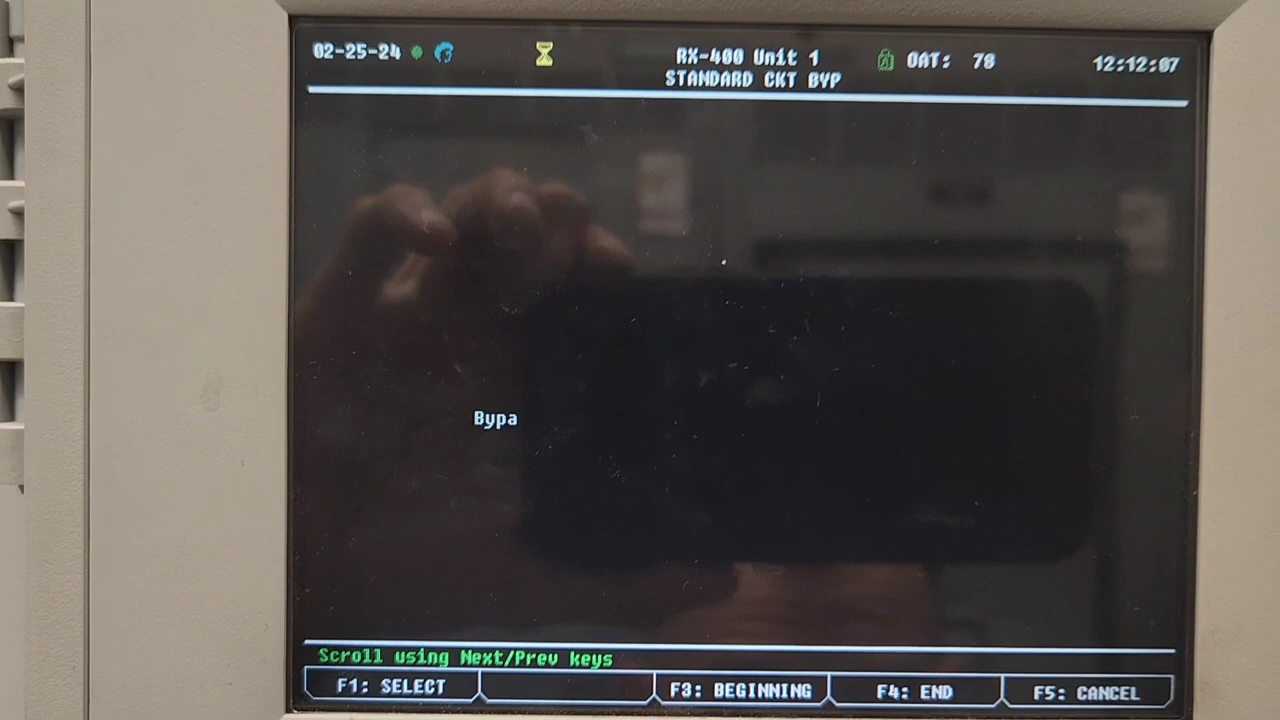 02-25-24 RX-400 Unit 1 OAT: 78 12:12:07
STANDARD CKT BYP
Bypa
Scroll using Next/Prev keys
F1: SELECT F3: BEGINNING F4: END F5: CANCEL